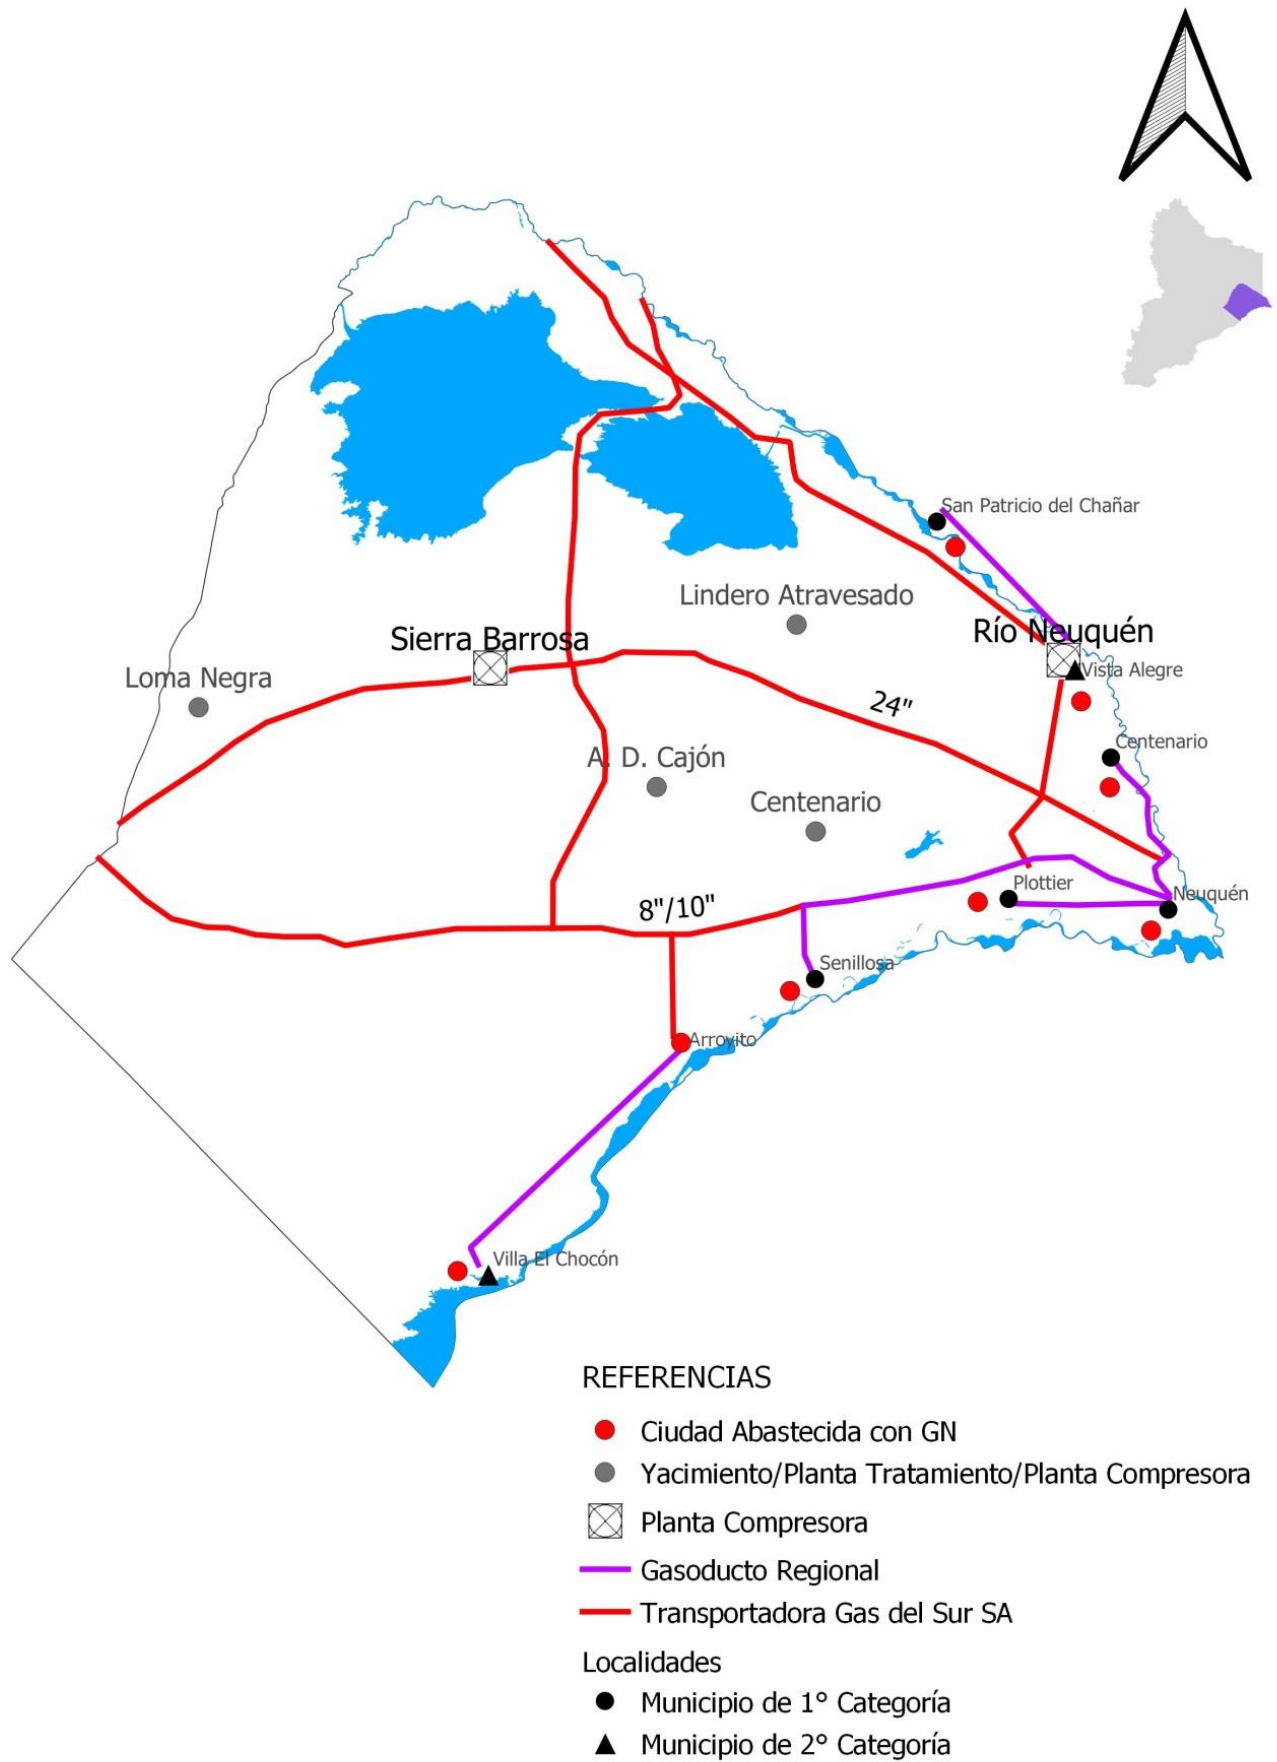 San Patricio del Chañar
Lindero Atravesado
Río Neuquén
Sierra Barrosa
Vista Alegre
Loma Negra
24"
Centenario
A. D. Cajón
Centenario
Plottier
Neuquén
8"/10"
Senillosa
Arroyito
Villa El Chocón
REFERENCIAS
Ciudad Abastecida con GN
Yacimiento/Planta Tratamiento/Planta Compresora
Planta Compresora
Gasoducto Regional
Transportadora Gas del Sur SA
Localidades
Municipio de 1° Categoría
Municipio de 2° Categoría